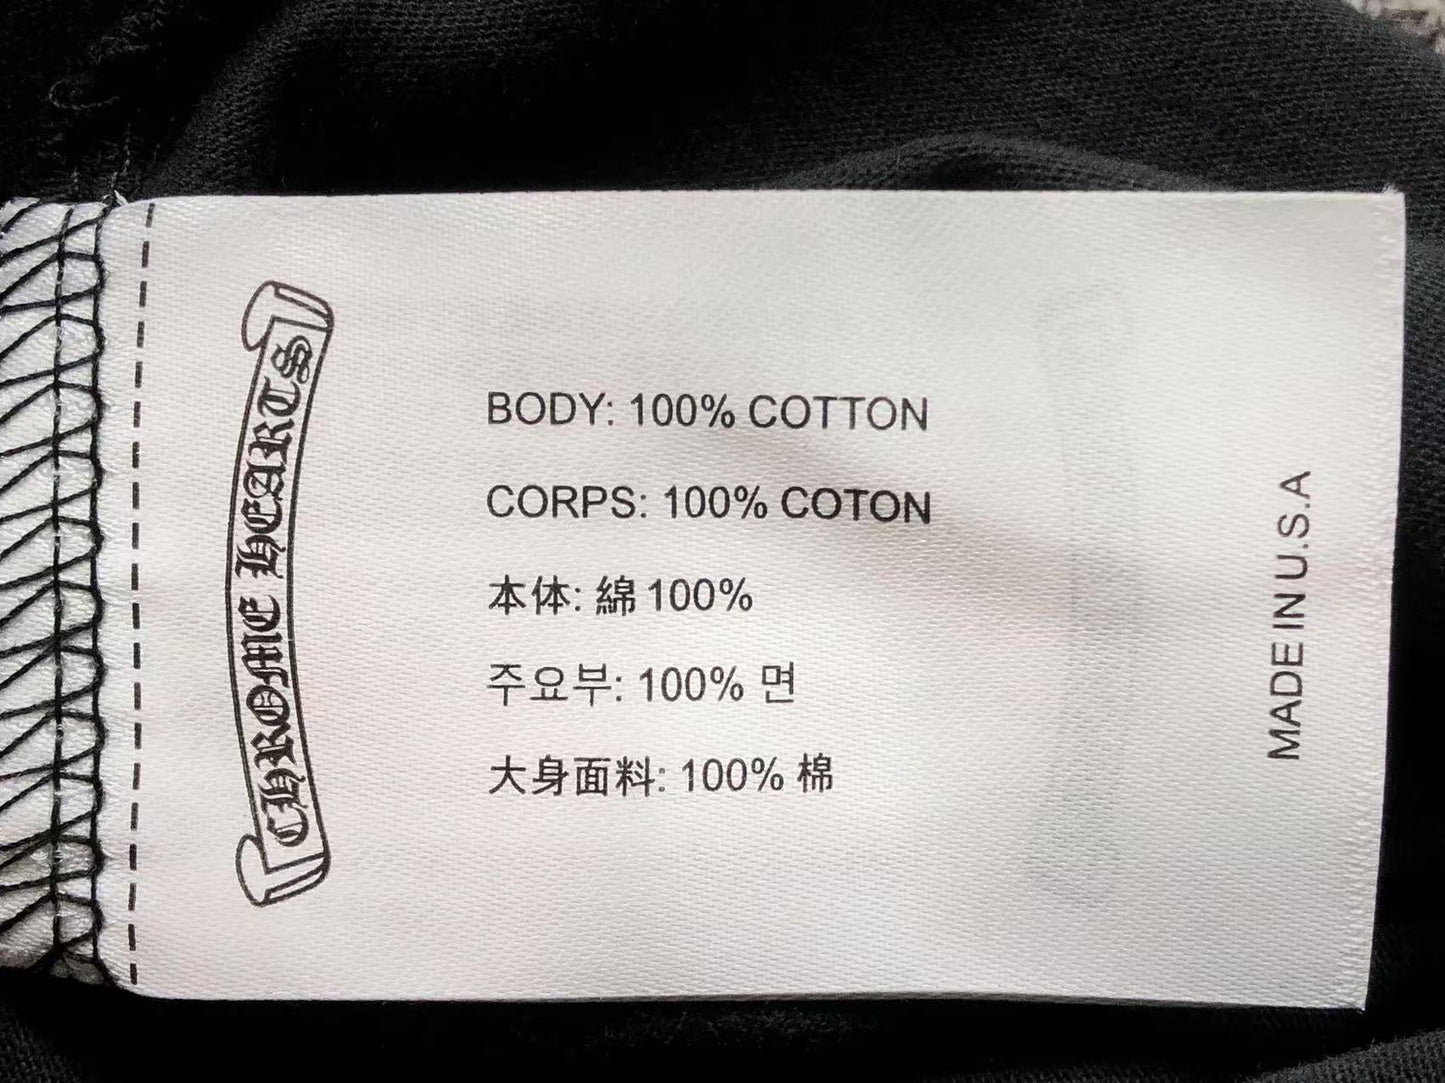 CHROME HEARTS
BODY: 100% COTTON
CORPS: 100% COTON
本体: 綿 100%
주요부: 100% 면
大身面料: 100% 棉
MADE IN U.S.A